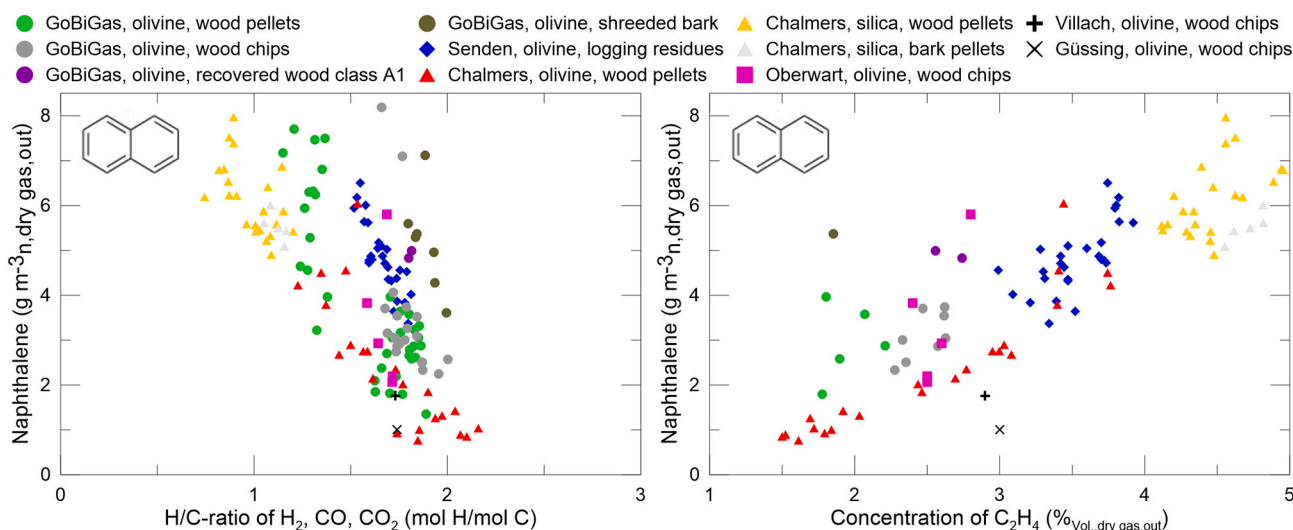 GoBiGas, olivine, wood pellets
GoBiGas, olivine, wood chips
GoBiGas, olivine, recovered wood class A1
GoBiGas, olivine, shreeded bark
Senden, olivine, logging residues
Chalmers, olivine, wood pellets
Chalmers, silica, wood pellets
Chalmers, silica, bark pellets
Oberwart, olivine, wood chips
Villach, olivine, wood chips
Güssing, olivine, wood chips
Naphthalene (g m-³n,dry gas,out)
8
6
4
2
0
0 1 2 3
H/C-ratio of H₂, CO, CO₂ (mol H/mol C)
Naphthalene (g m-³n,dry gas,out)
8
6
4
2
0
1 2 3 4 5
Concentration of C₂H₄ (%Vol.,dry gas,out)